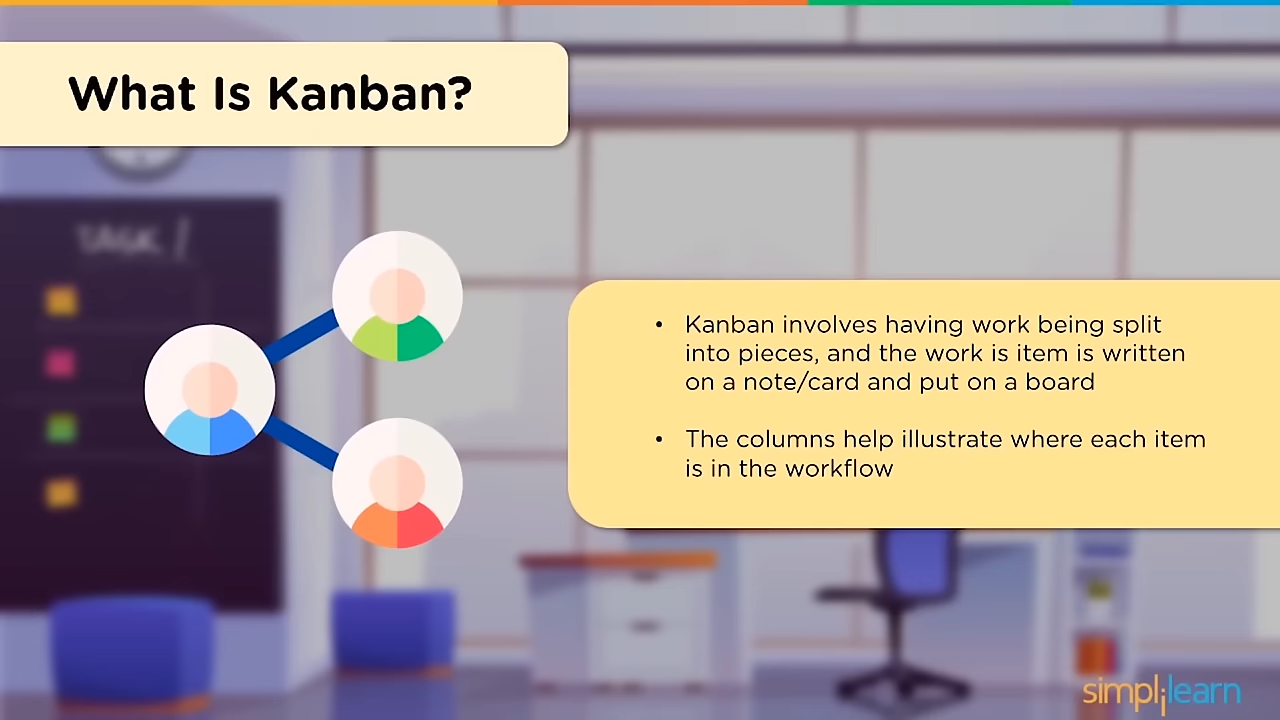 What Is Kanban?
TASK /
• Kanban involves having work being split
into pieces, and the work is item is written
on a note/card and put on a board
• The columns help illustrate where each item
is in the workflow
simplilearn